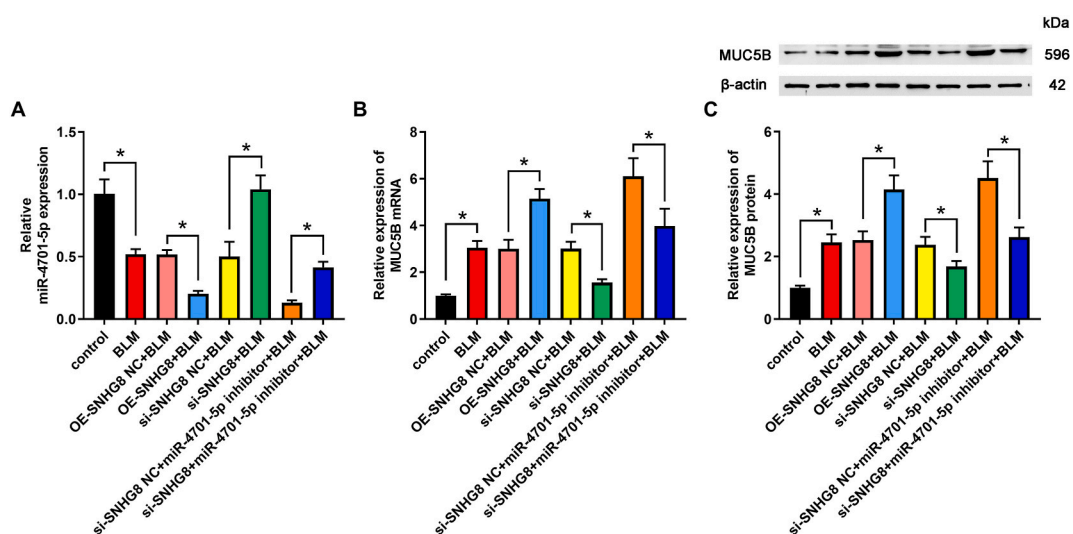 kDa
MUC5B
596
β-actin
42
A
Relative
miR-4701-5p expression
1.5
1.0
0.5
0.0
*
*
*
*
control
BLM
OE-SNHG8 NC+BLM
OE-SNHG8+BLM
si-SNHG8 NC+BLM
si-SNHG8+BLM
si-SNHG8 NC+miR-4701-5p inhibitor+BLM
si-SNHG8+miR-4701-5p inhibitor+BLM
B
Relative expression of
MUC5B mRNA
8
6
4
2
0
*
*
*
*
control
BLM
OE-SNHG8 NC+BLM
OE-SNHG8+BLM
si-SNHG8 NC+BLM
si-SNHG8+BLM
si-SNHG8 NC+miR-4701-5p inhibitor+BLM
si-SNHG8+miR-4701-5p inhibitor+BLM
C
Relative expression of
MUC5B protein
6
4
2
0
*
*
*
*
control
BLM
OE-SNHG8 NC+BLM
OE-SNHG8+BLM
si-SNHG8 NC+BLM
si-SNHG8+BLM
si-SNHG8 NC+miR-4701-5p inhibitor+BLM
si-SNHG8+miR-4701-5p inhibitor+BLM